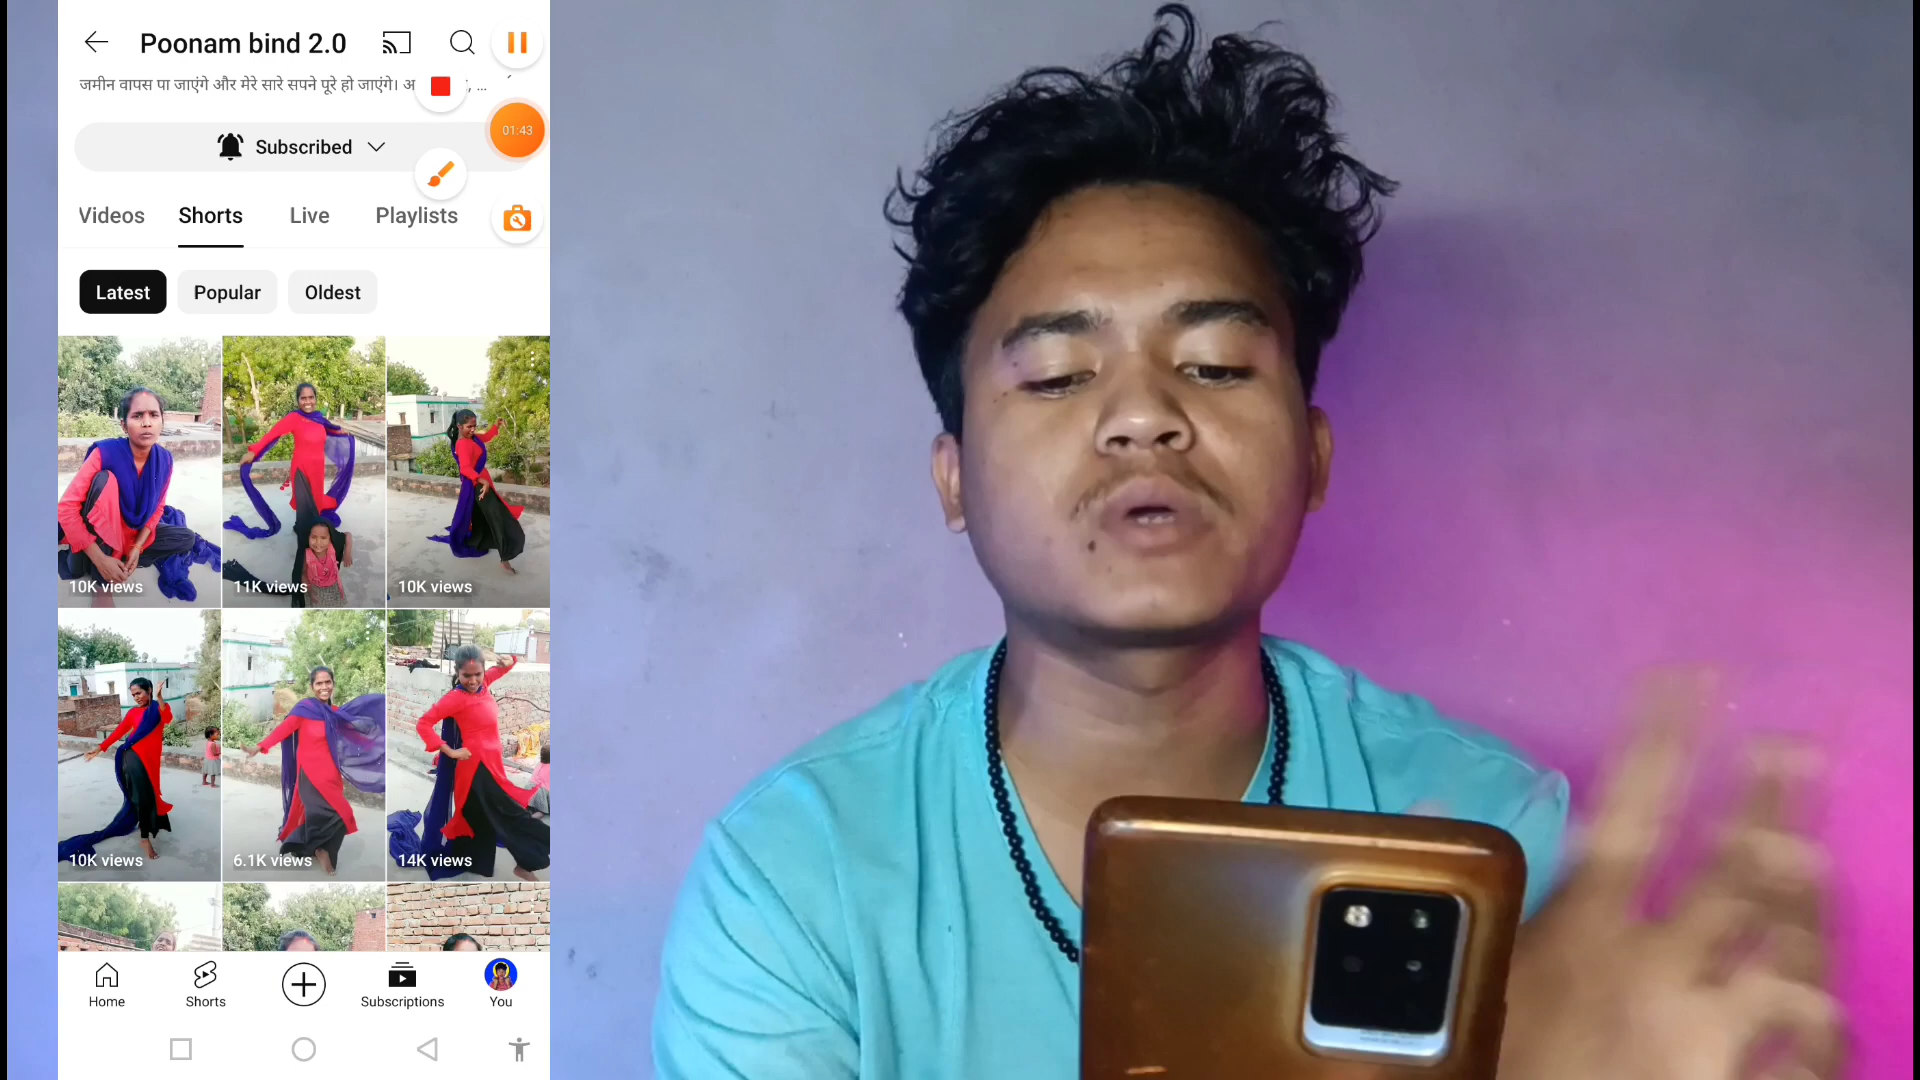 Poonam bind 2.0
जमीन वापस पा जाएंगे और मेरे सारे सपने पूरे हो जाएंगे। अ
, ...
01:43
Subscribed
Videos Shorts Live Playlists
Latest Popular Oldest
10K views 11K views 10K views
10K views 6.1K views 14K views
Home Shorts Subscriptions You